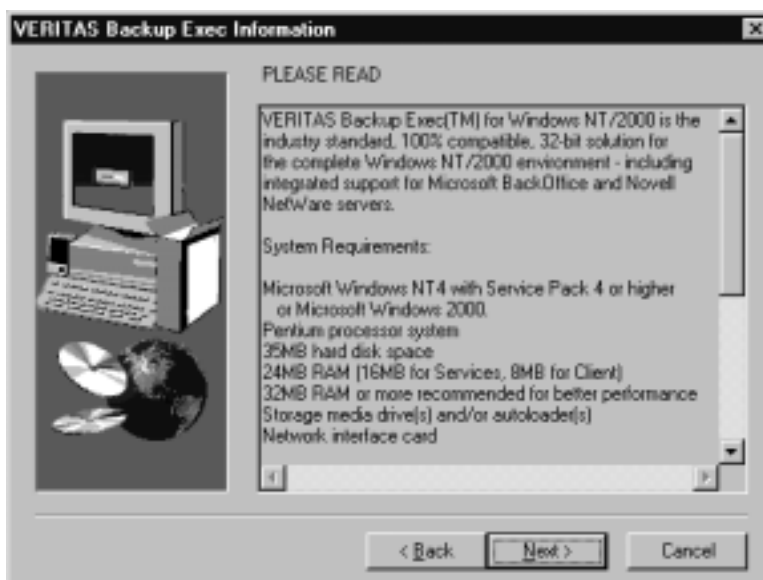 VERITAS Backup Exec Information
PLEASE READ
VERITAS Backup Exec(TM) for Windows NT/2000 is the
industry standard, 100% compatible, 32-bit solution for
the complete Windows NT/2000 environment - including
integrated support for Microsoft BackOffice and Novell
NetWare servers.
System Requirements:
Microsoft Windows NT4 with Service Pack 4 or higher
or Microsoft Windows 2000.
Pentium processor system
35MB hard disk space
24MB RAM (16MB for Services, 8MB for Client)
32MB RAM or more recommended for better performance
Storage media drive(s) and/or autoloader(s)
Network interface card
< Back
Next >
Cancel